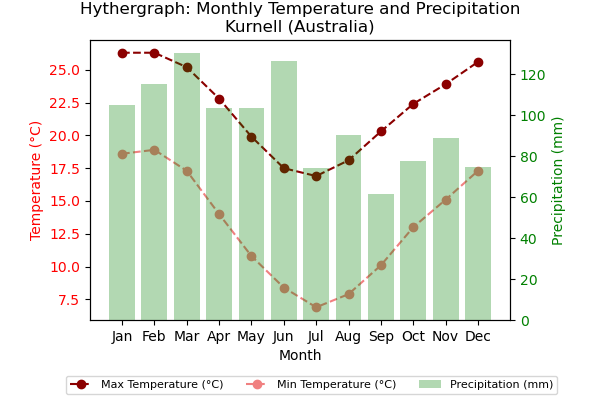 Hythergraph: Monthly Temperature and Precipitation
Kurnell (Australia)
Temperature (°C)
25.0
22.5
20.0
17.5
15.0
12.5
10.0
7.5
120
100
80
60
40
20
0
Precipitation (mm)
Jan Feb Mar Apr May Jun Jul Aug Sep Oct Nov Dec
Month
Max Temperature (°C) Min Temperature (°C) Precipitation (mm)